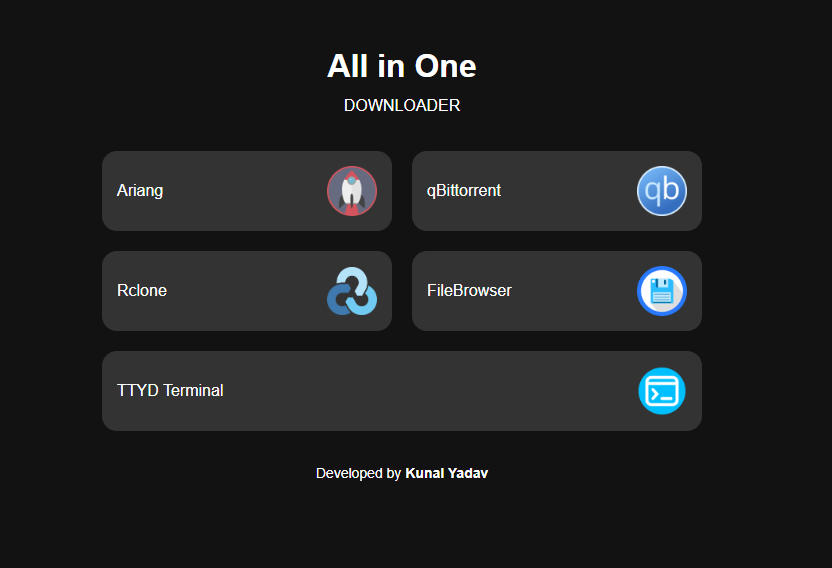 All in One
DOWNLOADER
Ariang
qBittorrent
qb
Rclone
FileBrowser
TTYD Terminal
Developed by Kunal Yadav